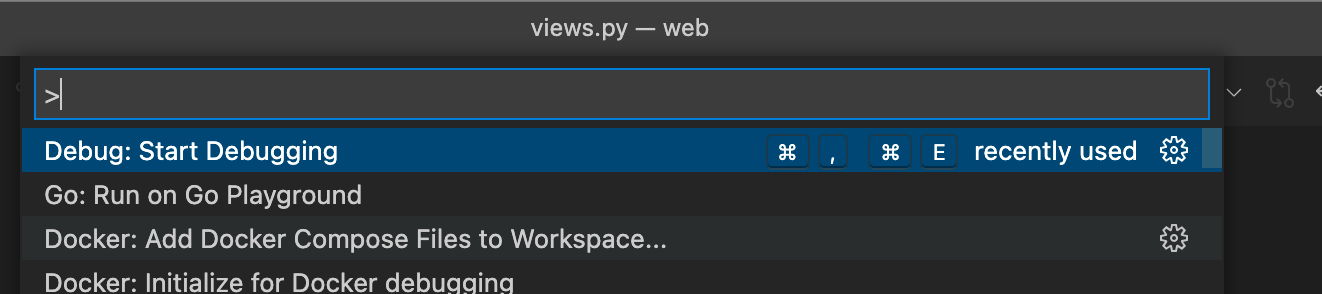 views.py — web
>
Debug: Start Debugging ⌘ , ⌘ E recently used
Go: Run on Go Playground
Docker: Add Docker Compose Files to Workspace...
Docker: Initialize for Docker debugging